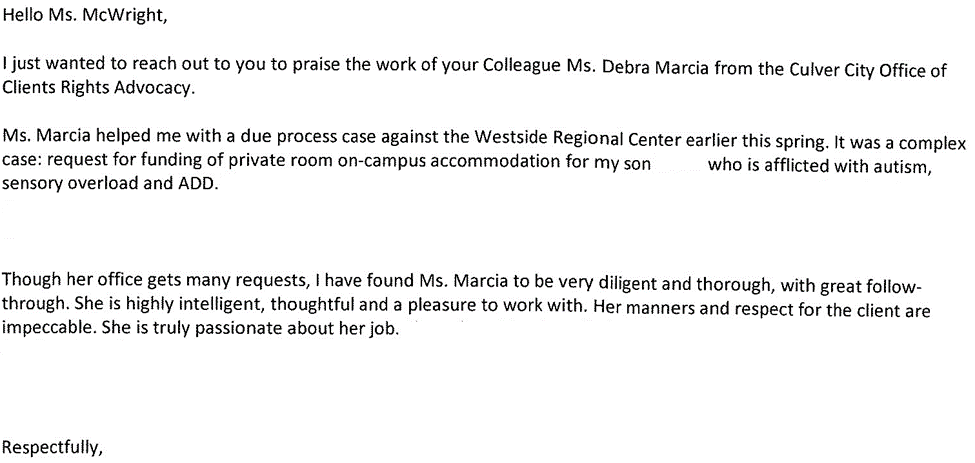 Hello Ms. McWright,
I just wanted to reach out to you to praise the work of your Colleague Ms. Debra Marcia from the Culver City Office of
Clients Rights Advocacy.
Ms. Marcia helped me with a due process case against the Westside Regional Center earlier this spring. It was a complex
case: request for funding of private room on-campus accommodation for my son who is afflicted with autism,
sensory overload and ADD.
Though her office gets many requests, I have found Ms. Marcia to be very diligent and thorough, with great follow-
through. She is highly intelligent, thoughtful and a pleasure to work with. Her manners and respect for the client are
impeccable. She is truly passionate about her job.
Respectfully,